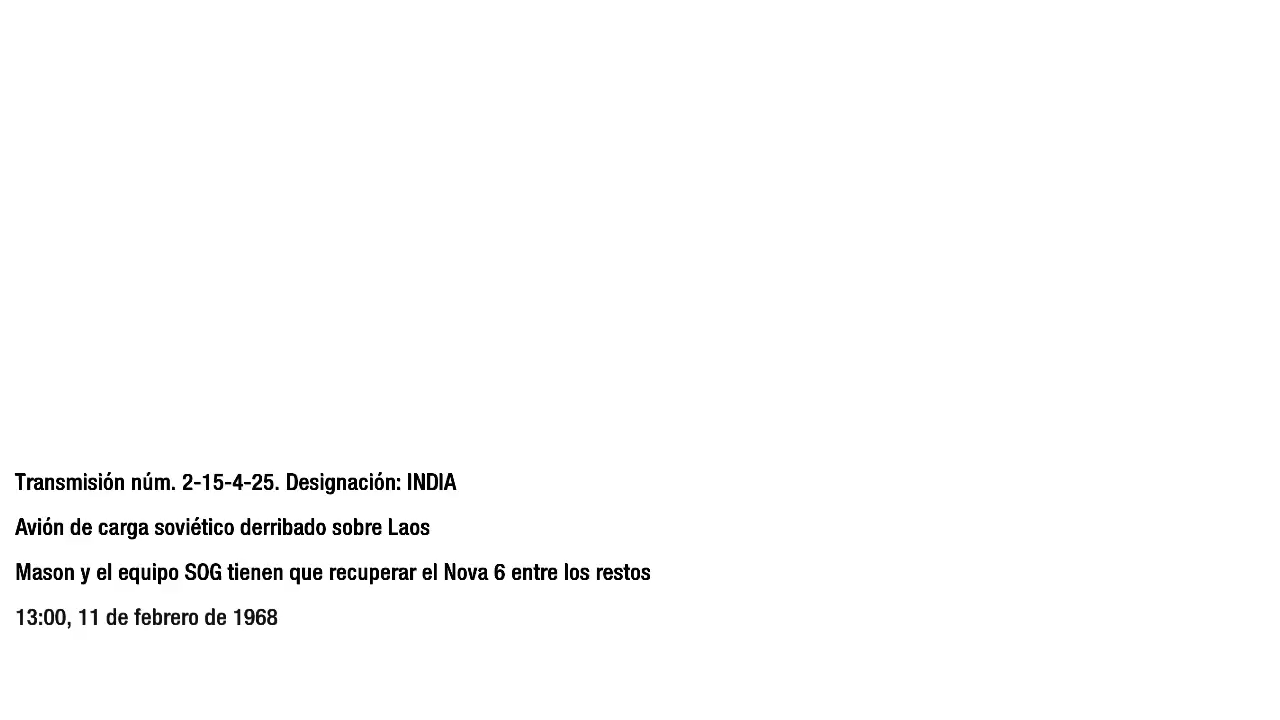 Transmisión núm. 2-15-4-25. Designación: INDIA
Avión de carga soviético derribado sobre Laos
Mason y el equipo SOG tienen que recuperar el Nova 6 entre los restos
13:00, 11 de febrero de 1968